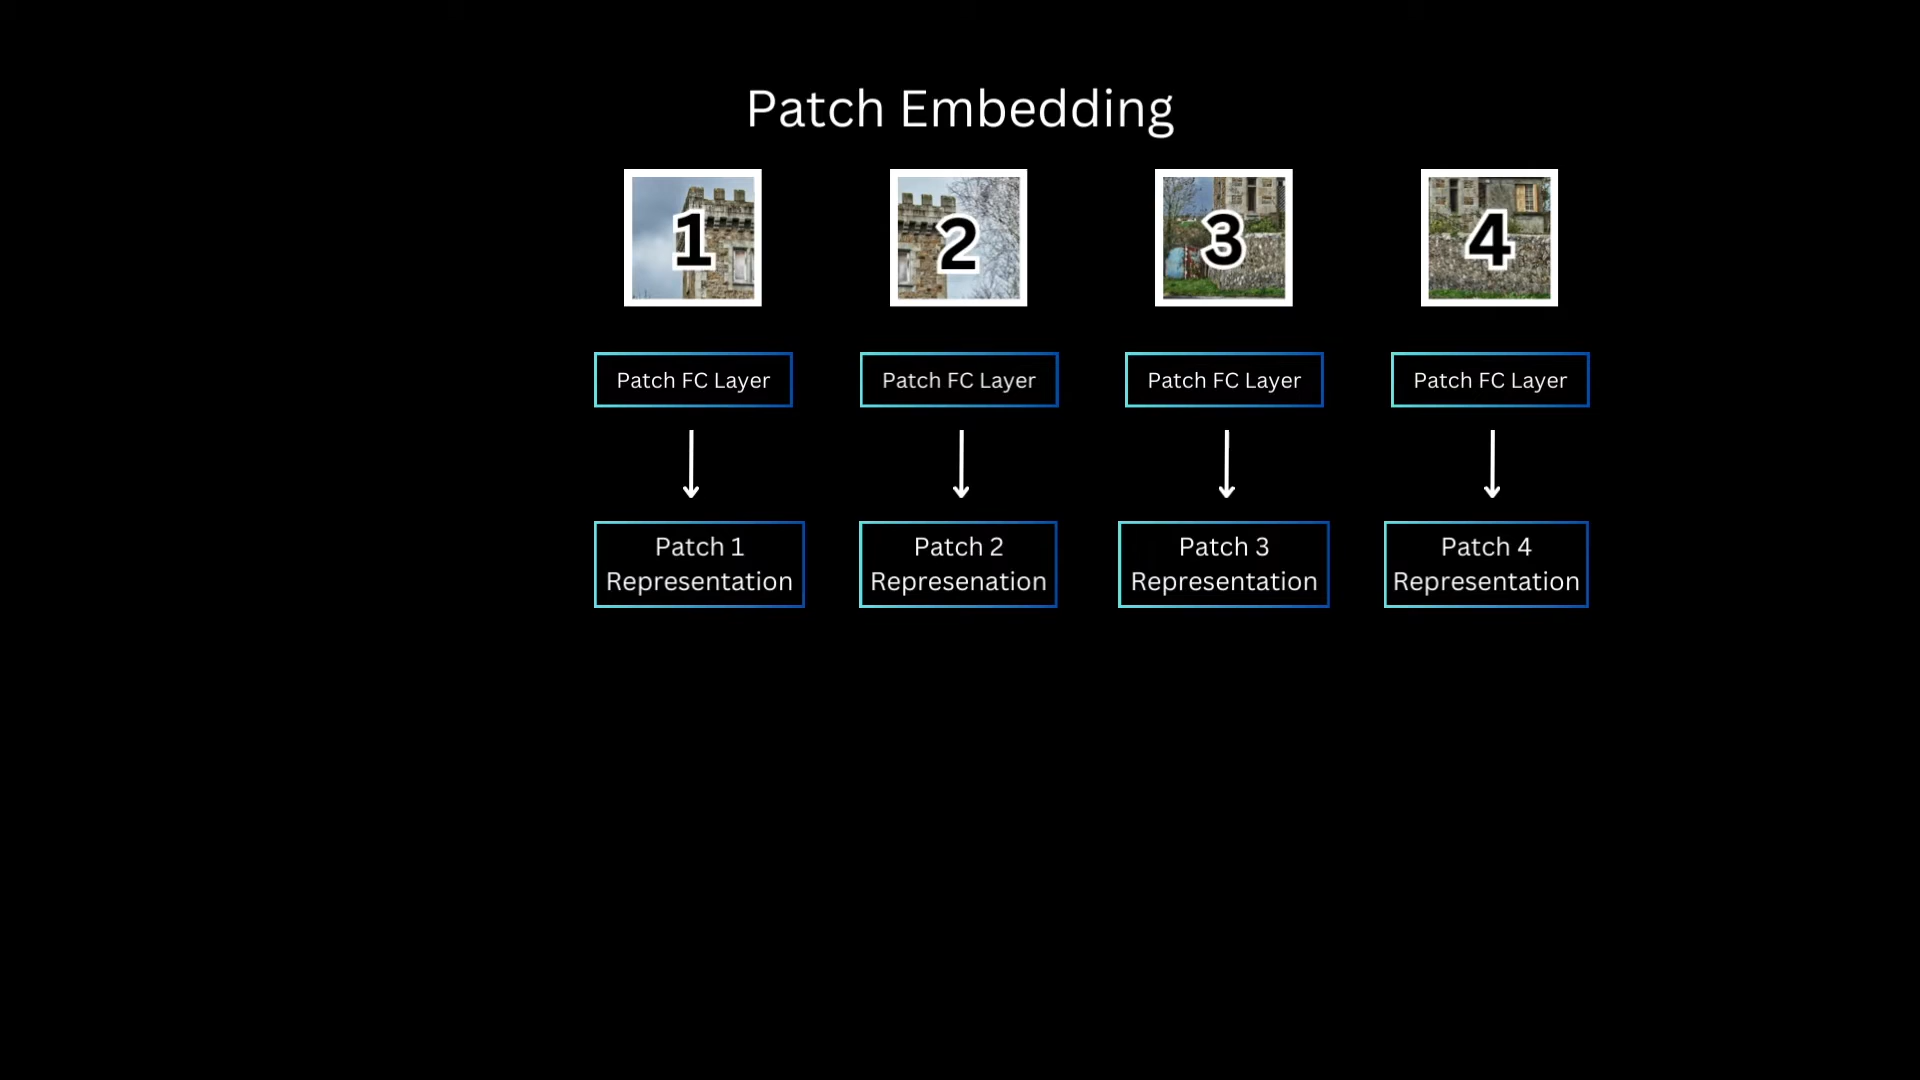 Patch Embedding
1
2
3
4
Patch FC Layer
Patch FC Layer
Patch FC Layer
Patch FC Layer
Patch 1
Representation
Patch 2
Represenation
Patch 3
Representation
Patch 4
Representation